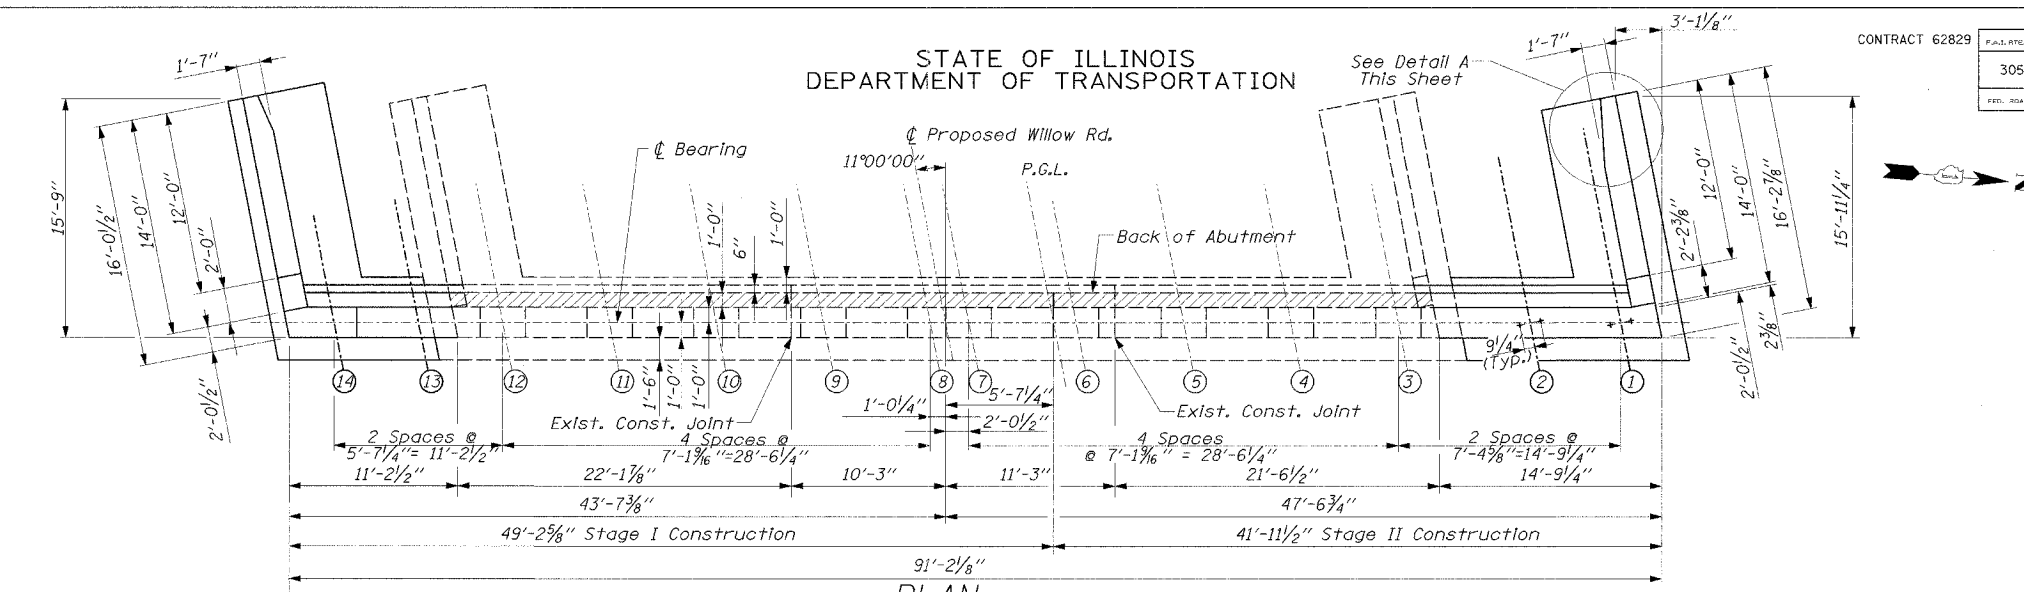 STATE OF ILLINOIS
DEPARTMENT OF TRANSPORTATION
CONTRACT 62829
F.A.I. RTE.
305
1'-7"
1'-7"
3'-1⅛"
See Detail A
This Sheet
℄ Proposed Willow Rd.
11°00'00"
P.G.L.
℄ Bearing
Back of Abutment
15'-9"
16'-0½"
14'-0"
12'-0"
2'-0"
2'-0½"
1'-0"
6"
1'-0"
12'-0"
14'-0"
16'-2⅞"
15'-11¼"
2'-2⅜"
2⅜"
2'-0½"
9¼"
(Typ.)
14 13 12 11 10 9 8 7 6 5 4 3 2 1
1'-6"
1'-0"
1'-0"
Exist. Const. Joint
Exist. Const. Joint
1'-0¼"
5'-7¼"
2'-0½"
2 Spaces @
5'-7¼"= 11'-2½"
4 Spaces @
7'-1⁹⁄₁₆"=28'-6¼"
4 Spaces
@ 7'-1⁹⁄₁₆" = 28'-6¼"
2 Spaces @
7'-4⅝"=14'-9¼"
11'-2½"
22'-1⅞"
10'-3"
11'-3"
21'-6½"
14'-9¼"
43'-7⅜"
47'-6¾"
49'-2⅝" Stage I Construction
41'-11½" Stage II Construction
91'-2⅛"
PLAN